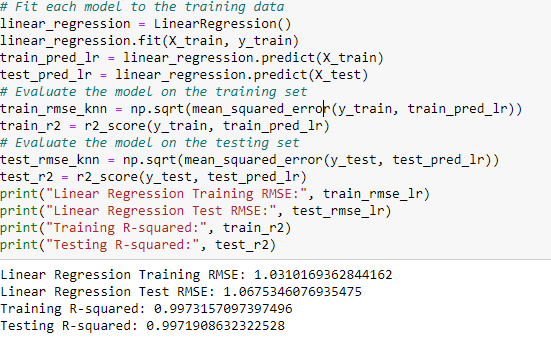 # Fit each model to the training data
linear_regression = LinearRegression()
linear_regression.fit(X_train, y_train)
train_pred_lr = linear_regression.predict(X_train)
test_pred_lr = linear_regression.predict(X_test)
# Evaluate the model on the training set
train_rmse_knn = np.sqrt(mean_squared_error(y_train, train_pred_lr))
train_r2 = r2_score(y_train, train_pred_lr)
# Evaluate the model on the testing set
test_rmse_knn = np.sqrt(mean_squared_error(y_test, test_pred_lr))
test_r2 = r2_score(y_test, test_pred_lr)
print("Linear Regression Training RMSE:", train_rmse_lr)
print("Linear Regression Test RMSE:", test_rmse_lr)
print("Training R-squared:", train_r2)
print("Testing R-squared:", test_r2)
Linear Regression Training RMSE: 1.0310169362844162
Linear Regression Test RMSE: 1.0675346076935475
Training R-squared: 0.9973157097397496
Testing R-squared: 0.9971908632322528